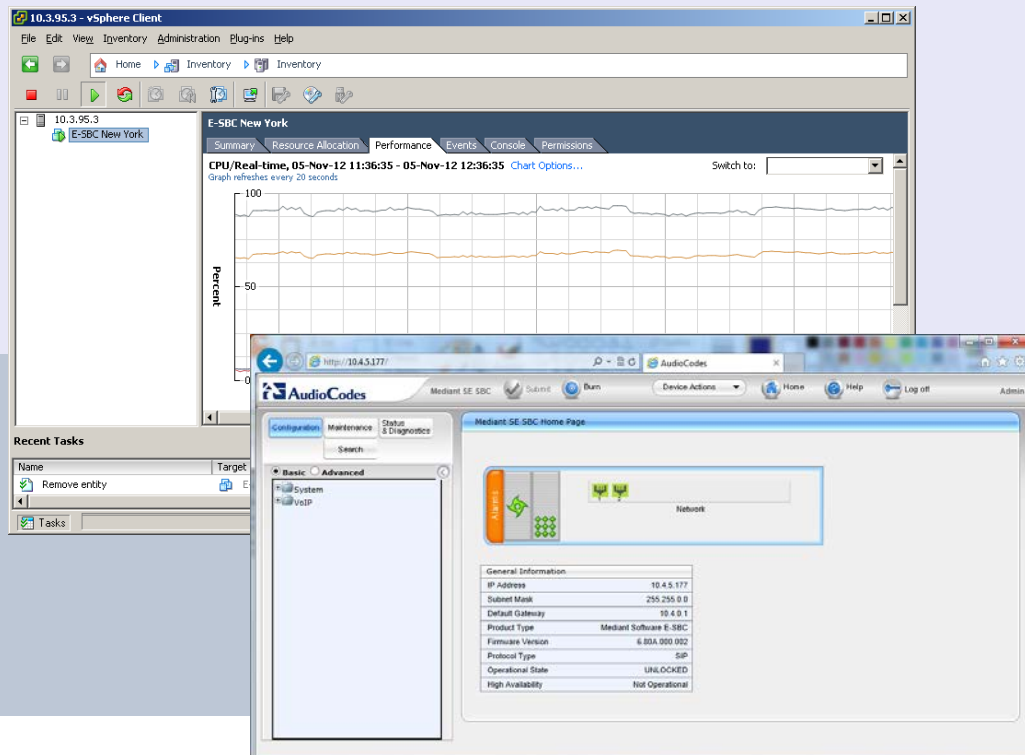 10.3.95.3 - vSphere Client
File Edit View Inventory Administration Plug-ins Help
Home Inventory Inventory
10.3.95.3
E-SBC New York
E-SBC New York
Summary Resource Allocation Performance Events Console Permissions
CPU/Real-time, 05-Nov-12 11:36:35 - 05-Nov-12 12:36:35 Chart Options... Switch to:
Graph refreshes every 20 seconds
100
Percent
50
0
Recent Tasks
Name Target
Remove entity E-
Tasks
http://10.4.5.177/ AudioCodes
AudioCodes Mediant SE SBC Submit Burn Device Actions Home Help Log off Admin
Configuration Maintenance Status & Diagnostics
Search
Basic Advanced
System
VoIP
Mediant SE SBC Home Page
Alarms
Network
General Information
IP Address 10.4.5.177
Subnet Mask 255.255.0.0
Default Gateway 10.4.0.1
Product Type Mediant Software E-SBC
Firmware Version 6.80A.000.002
Protocol Type SIP
Operational State UNLOCKED
High Availability Not Operational